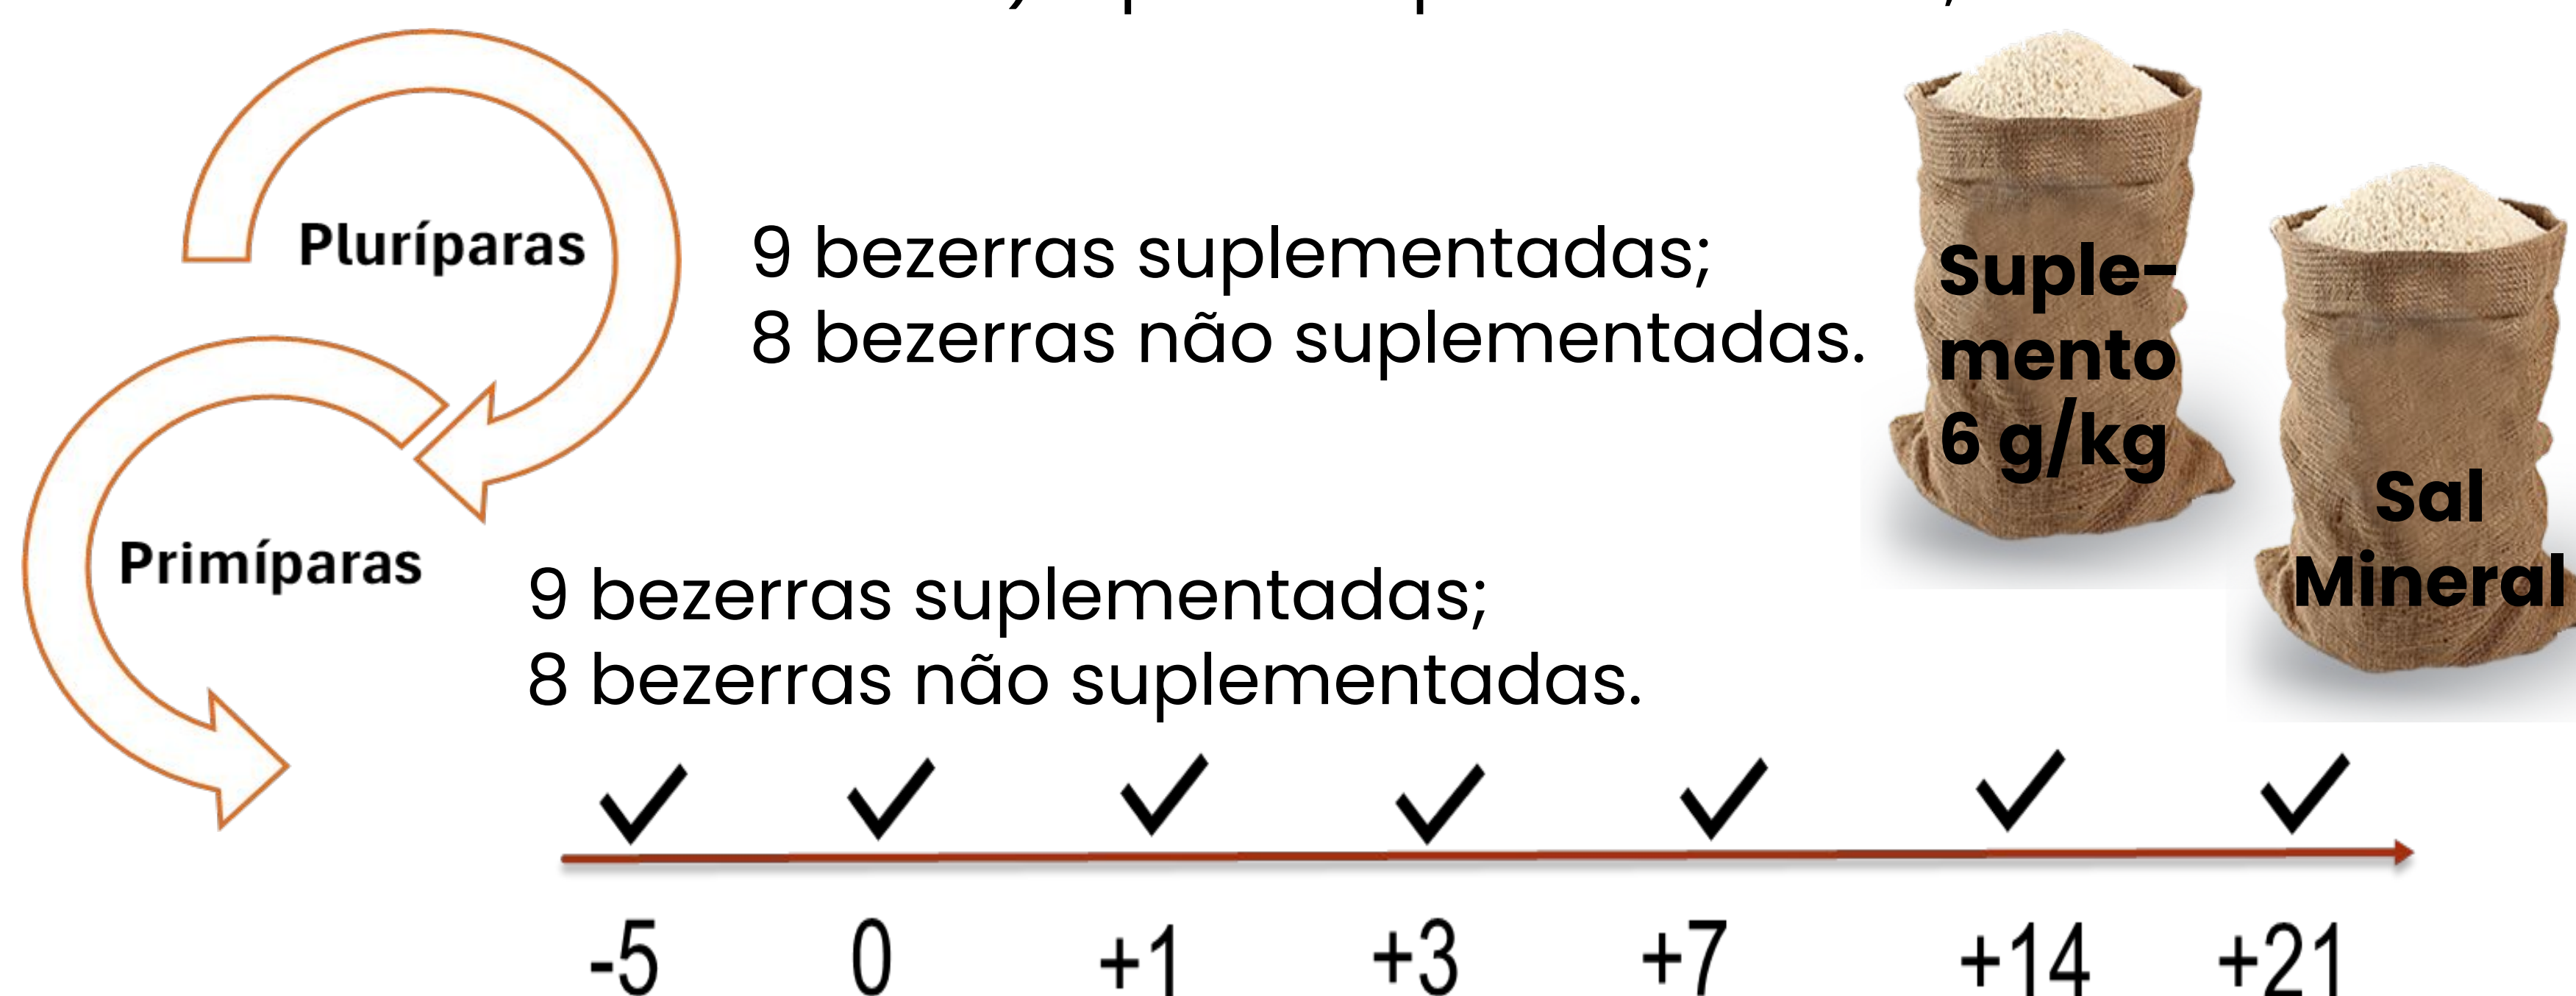 Pluríparas
9 bezerras suplementadas;
8 bezerras não suplementadas.
Suple-
mento
6 g/kg
Sal
Mineral
Primíparas
9 bezerras suplementadas;
8 bezerras não suplementadas.
-5 0 +1 +3 +7 +14 +21